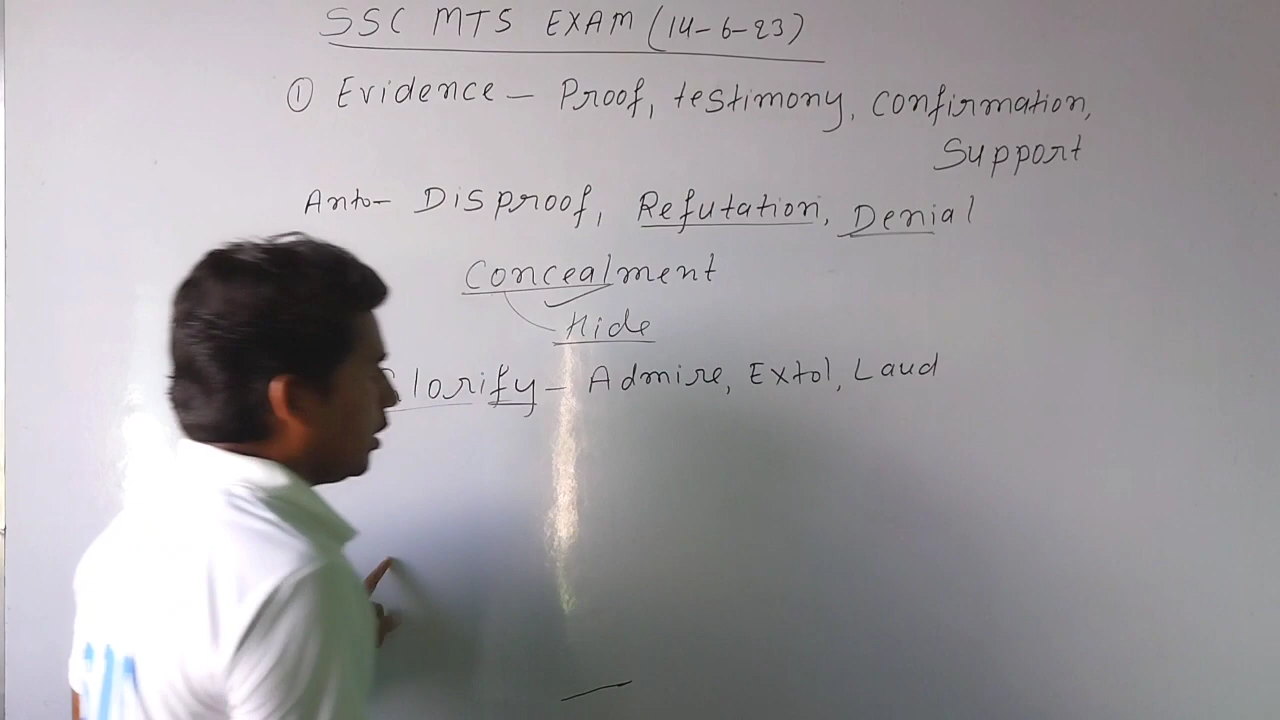 SSC MTS EXAM (14-6-23)
① Evidence - Proof, testimony, Confirmation,
Support
Anto- Disproof, Refutation, Denial
Concealment
Hide
lorify - Admire, Extol, Laud